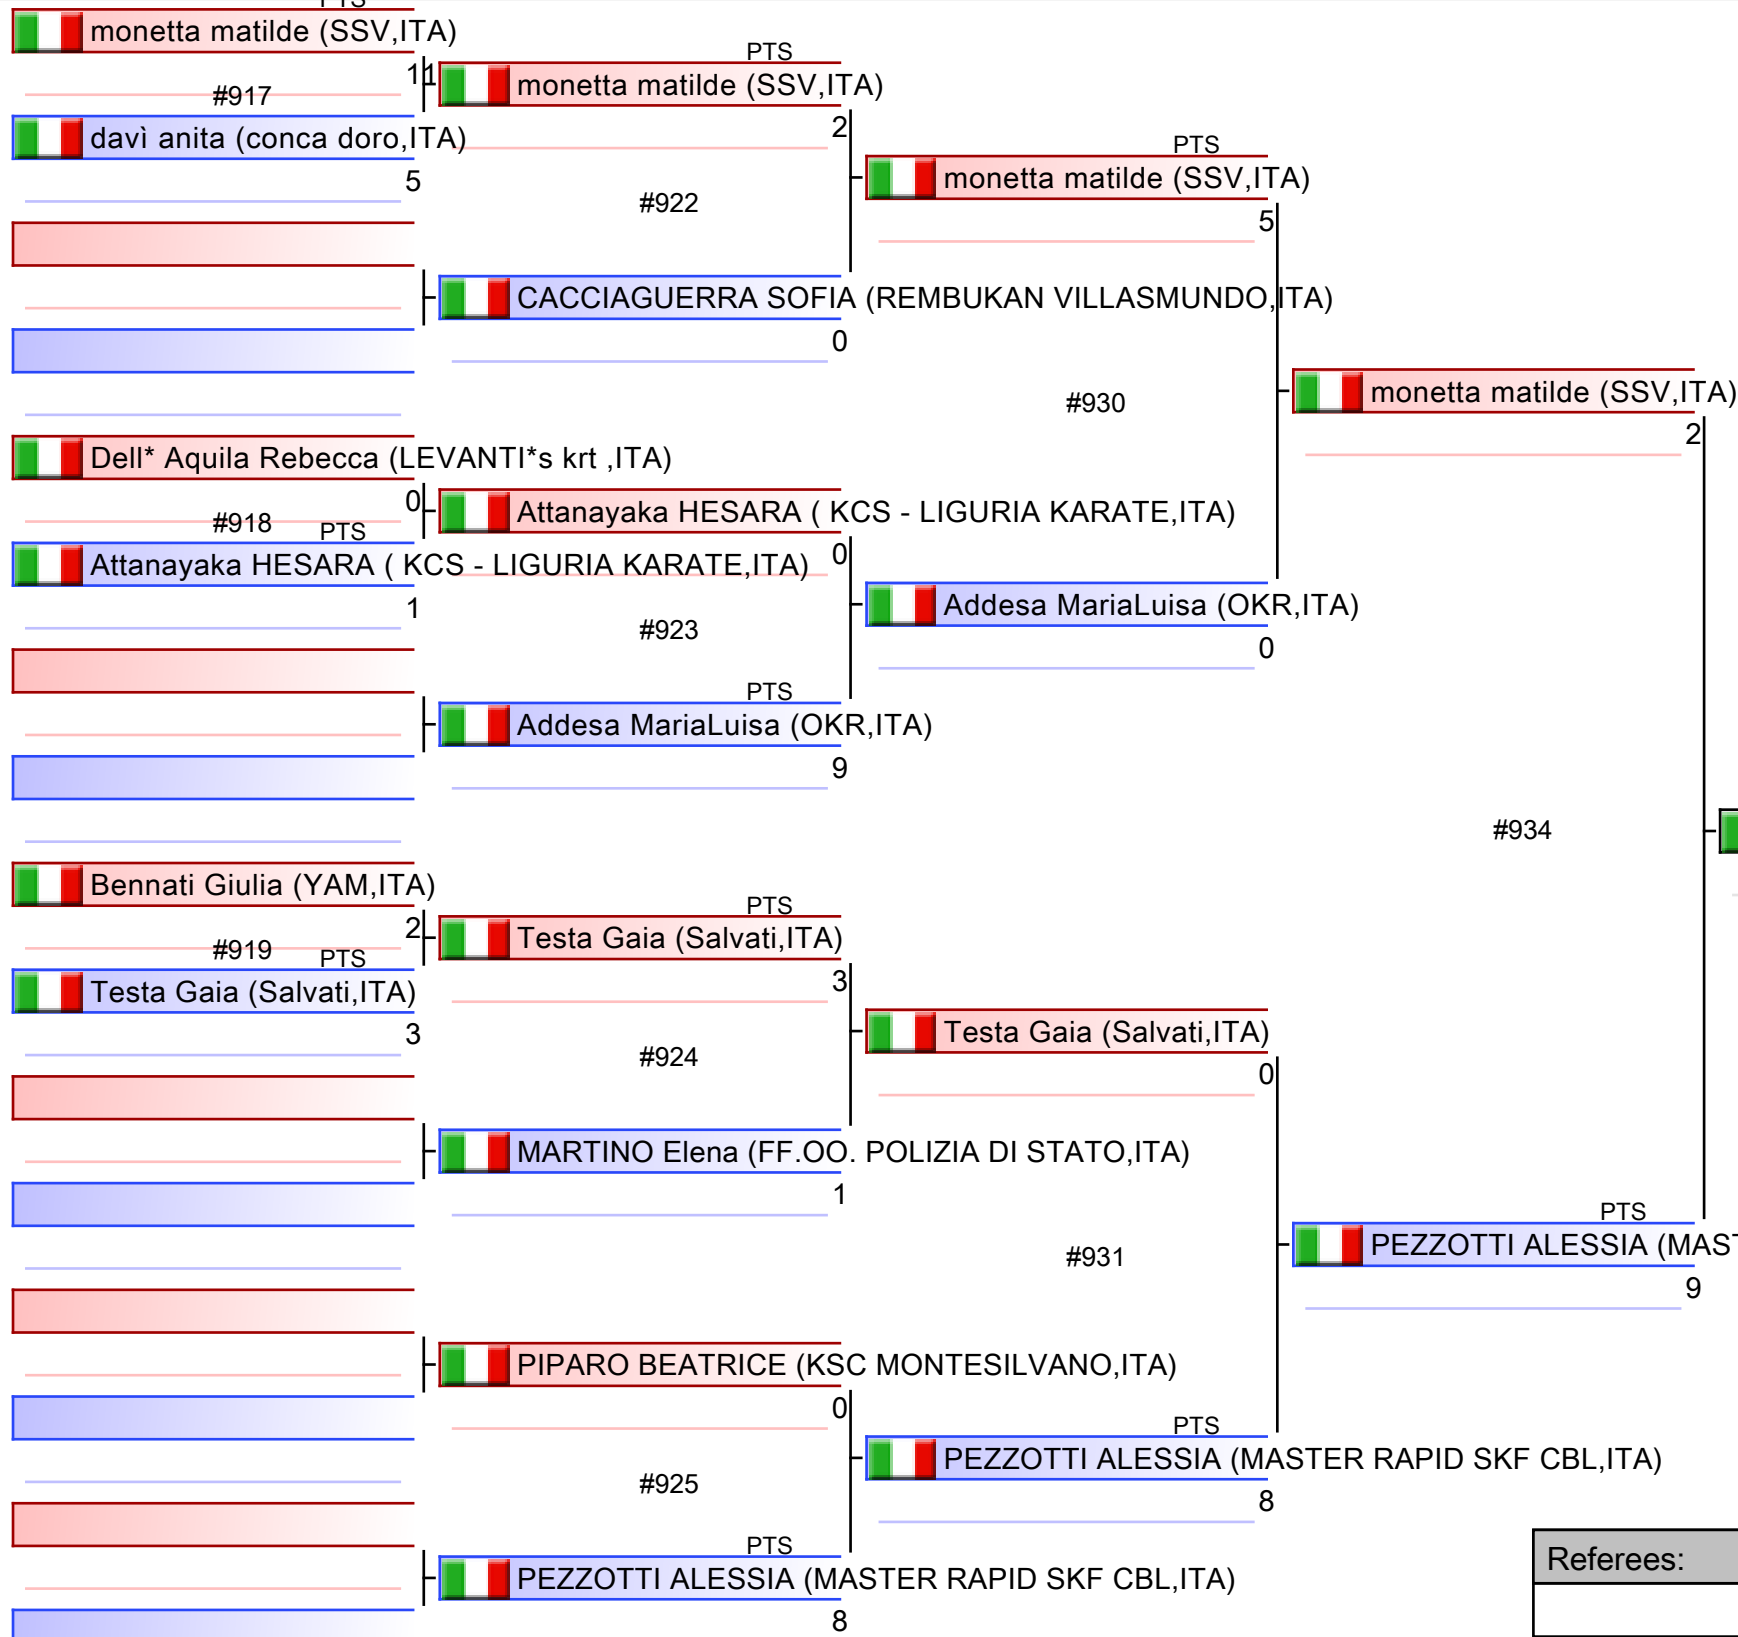 PTS
monetta matilde (SSV,ITA)
11
#917
davì anita (conca doro,ITA)
5
Dell* Aquila Rebecca (LEVANTI*s krt ,ITA)
0
#918
PTS
Attanayaka HESARA ( KCS - LIGURIA KARATE,ITA)
1
Bennati Giulia (YAM,ITA)
2
#919
PTS
Testa Gaia (Salvati,ITA)
3
PTS
monetta matilde (SSV,ITA)
2
#922
CACCIAGUERRA SOFIA (REMBUKAN VILLASMUNDO,ITA)
0
Attanayaka HESARA ( KCS - LIGURIA KARATE,ITA)
0
#923
PTS
Addesa MariaLuisa (OKR,ITA)
9
PTS
Testa Gaia (Salvati,ITA)
3
#924
MARTINO Elena (FF.OO. POLIZIA DI STATO,ITA)
1
PIPARO BEATRICE (KSC MONTESILVANO,ITA)
0
#925
PTS
PEZZOTTI ALESSIA (MASTER RAPID SKF CBL,ITA)
8
PTS
monetta matilde (SSV,ITA)
5
#930
Addesa MariaLuisa (OKR,ITA)
0
Testa Gaia (Salvati,ITA)
0
#931
PTS
PEZZOTTI ALESSIA (MASTER RAPID SKF CBL,ITA)
8
monetta matilde (SSV,ITA)
2
#934
PTS
PEZZOTTI ALESSIA (MAST
9
Referees: